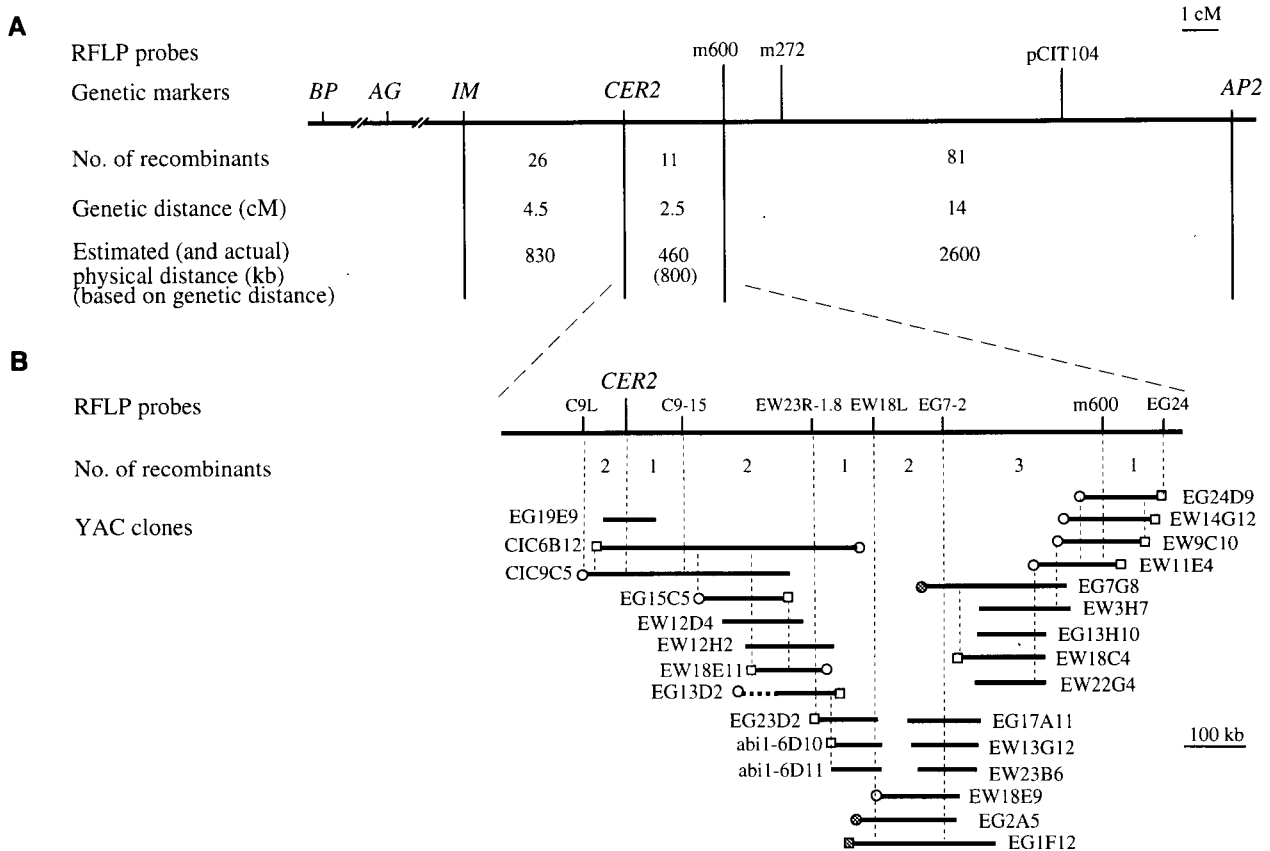 A
1 cM
RFLP probes
m600 m272 pCIT104
Genetic markers
BP AG IM CER2 AP2
No. of recombinants
26 11 81
Genetic distance (cM)
4.5 2.5 14
Estimated (and actual)
physical distance (kb)
(based on genetic distance)
830 460 2600
(800)
B
CER2
RFLP probes
C9L C9-15 EW23R-1.8 EW18L EG7-2 m600 EG24
No. of recombinants
2 1 2 1 2 3 1
YAC clones
EG24D9
EG19E9
EW14G12
EW9C10
CIC6B12
EW11E4
CIC9C5
EG7G8
EG15C5
EW3H7
EW12D4
EG13H10
EW12H2
EW18C4
EW18E11
EW22G4
EG13D2
EG23D2
EG17A11
100 kb
abi1-6D10
EW13G12
abi1-6D11
EW23B6
EW18E9
EG2A5
EG1F12